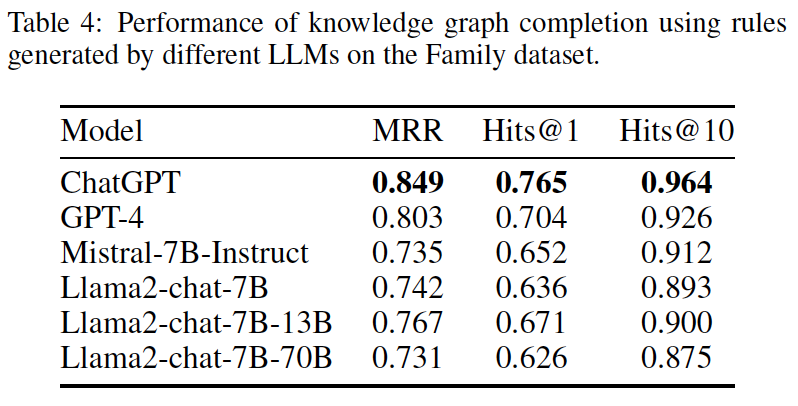 Table 4: Performance of knowledge graph completion using rules
generated by different LLMs on the Family dataset.
Model MRR Hits@1 Hits@10
ChatGPT 0.849 0.765 0.964
GPT-4 0.803 0.704 0.926
Mistral-7B-Instruct 0.735 0.652 0.912
Llama2-chat-7B 0.742 0.636 0.893
Llama2-chat-7B-13B 0.767 0.671 0.900
Llama2-chat-7B-70B 0.731 0.626 0.875